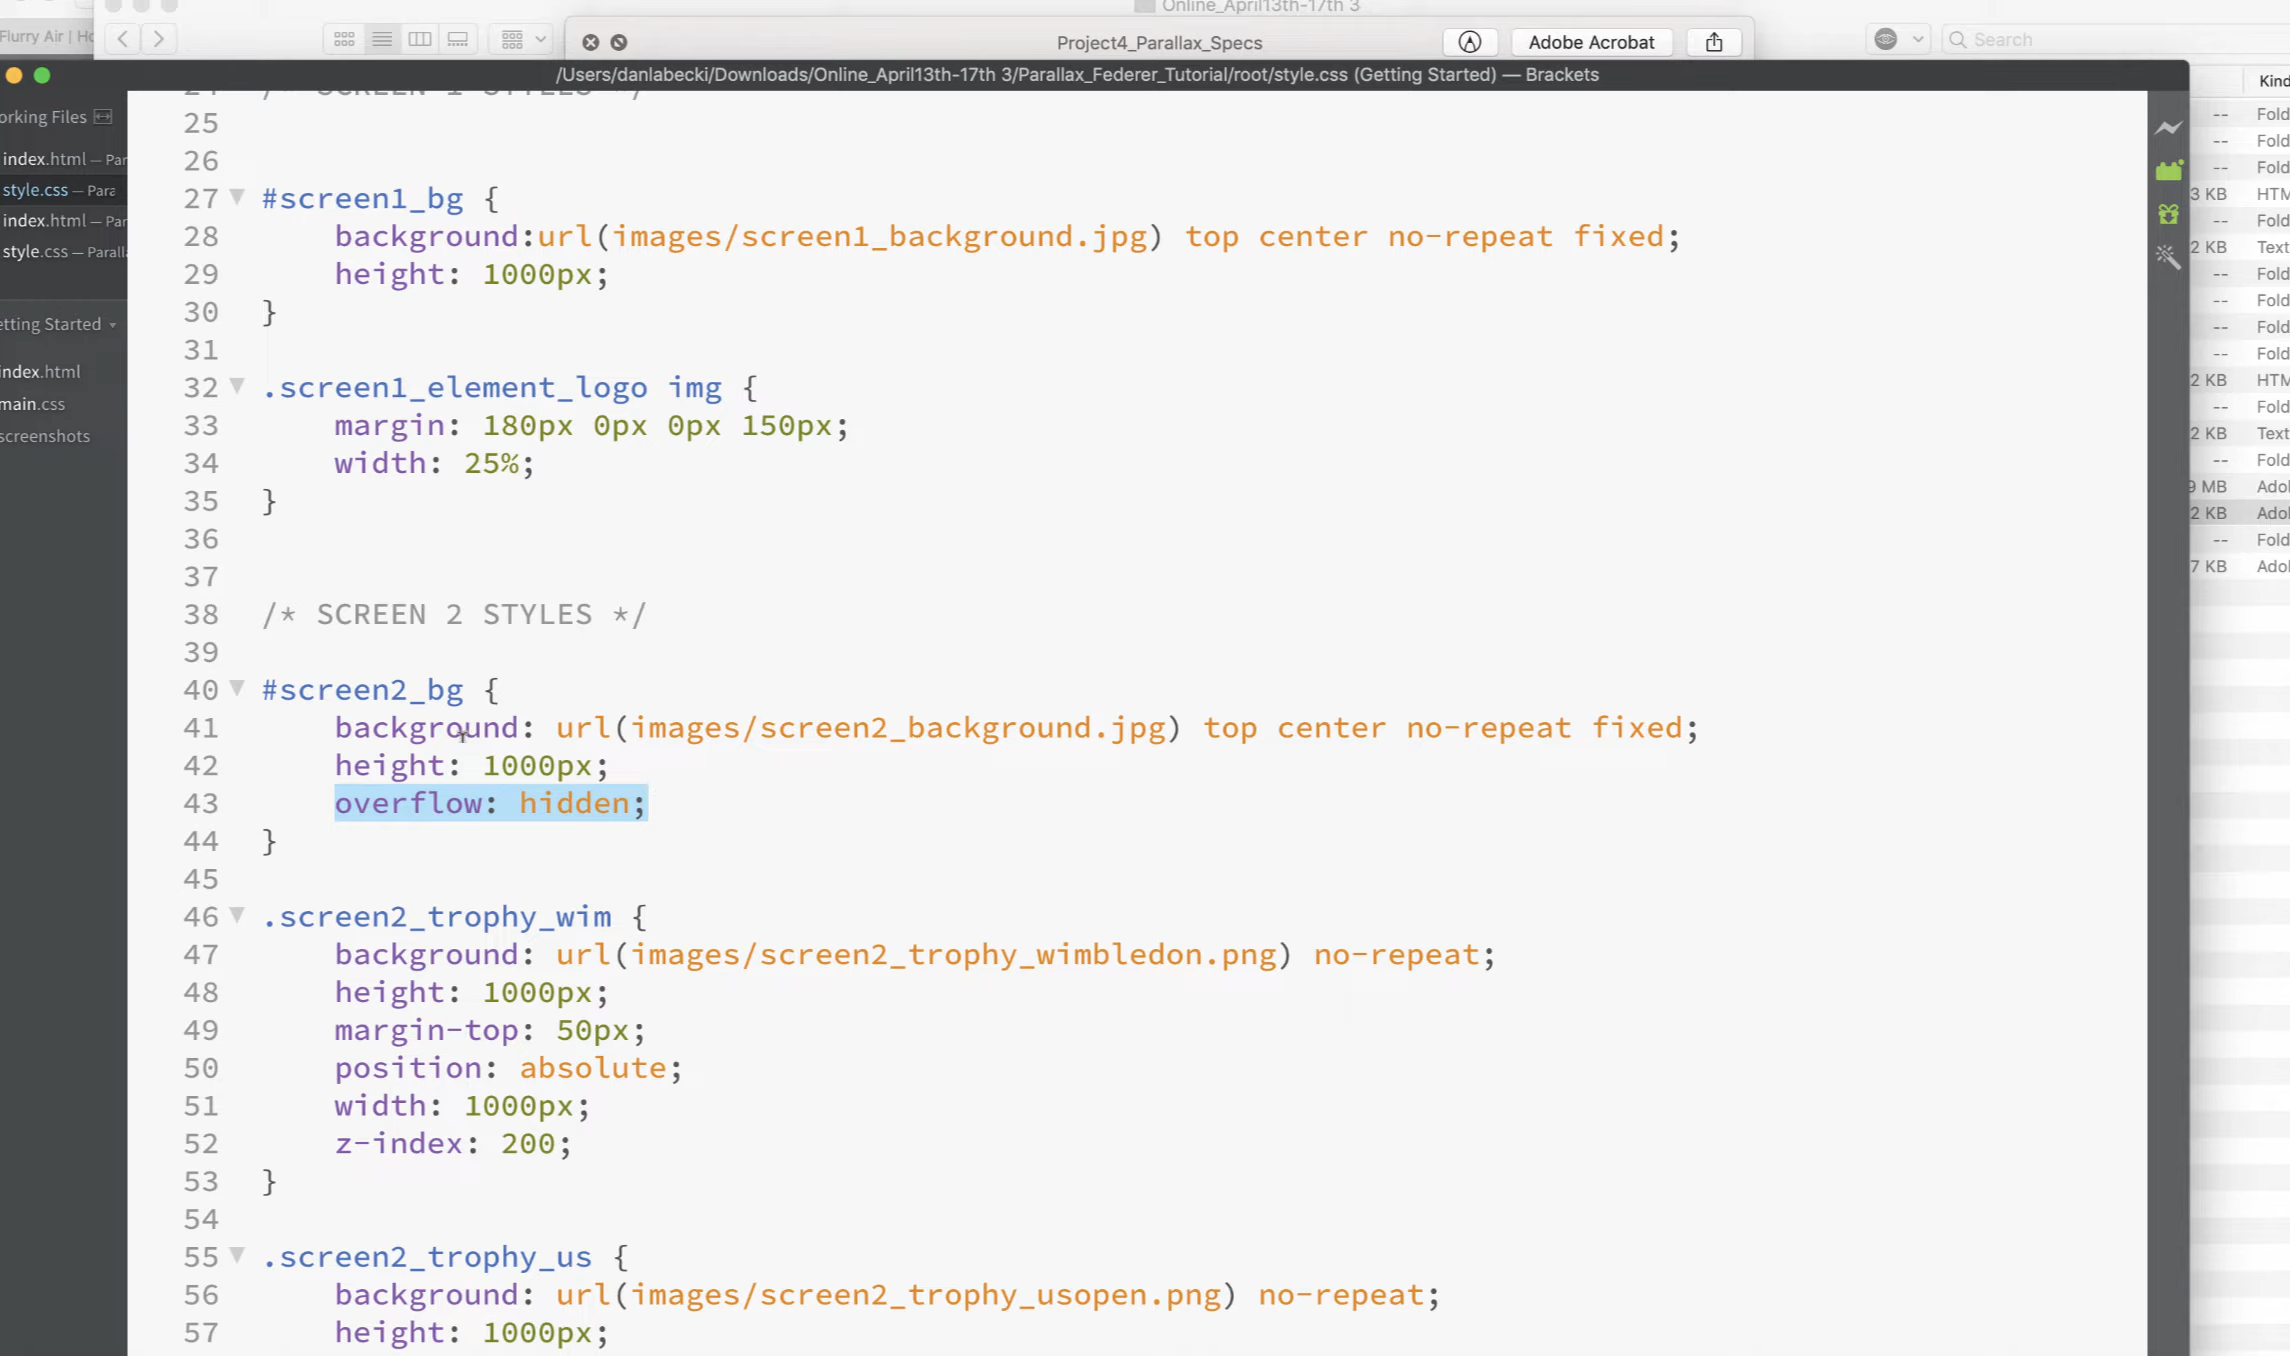 Online_April13th-17th 3
Flurry Air |
Project4_Parallax_Specs
Adobe Acrobat
Search
/Users/danlabecki/Downloads/Online_April13th-17th 3/Parallax_Federer_Tutorial/root/style.css (Getting Started) — Brackets
Kind
orking Files
index.html — Par
style.css — Para
index.html — Par
style.css — Parall
etting Started
index.html
main.css
screenshots
24 /* SCREEN 1 STYLES */
25
26
27 #screen1_bg {
28 background:url(images/screen1_background.jpg) top center no-repeat fixed;
29 height: 1000px;
30 }
31
32 .screen1_element_logo img {
33 margin: 180px 0px 0px 150px;
34 width: 25%;
35 }
36
37
38 /* SCREEN 2 STYLES */
39
40 #screen2_bg {
41 background: url(images/screen2_background.jpg) top center no-repeat fixed;
42 height: 1000px;
43 overflow: hidden;
44 }
45
46 .screen2_trophy_wim {
47 background: url(images/screen2_trophy_wimbledon.png) no-repeat;
48 height: 1000px;
49 margin-top: 50px;
50 position: absolute;
51 width: 1000px;
52 z-index: 200;
53 }
54
55 .screen2_trophy_us {
56 background: url(images/screen2_trophy_usopen.png) no-repeat;
57 height: 1000px;
-- Fold
-- Fold
-- Fold
3 KB HTM
-- Fold
2 KB Text
-- Fold
-- Fold
-- Fold
-- Fold
2 KB HTM
-- Fold
2 KB Text
-- Fold
9 MB Adol
2 KB Adol
-- Fold
7 KB Adol